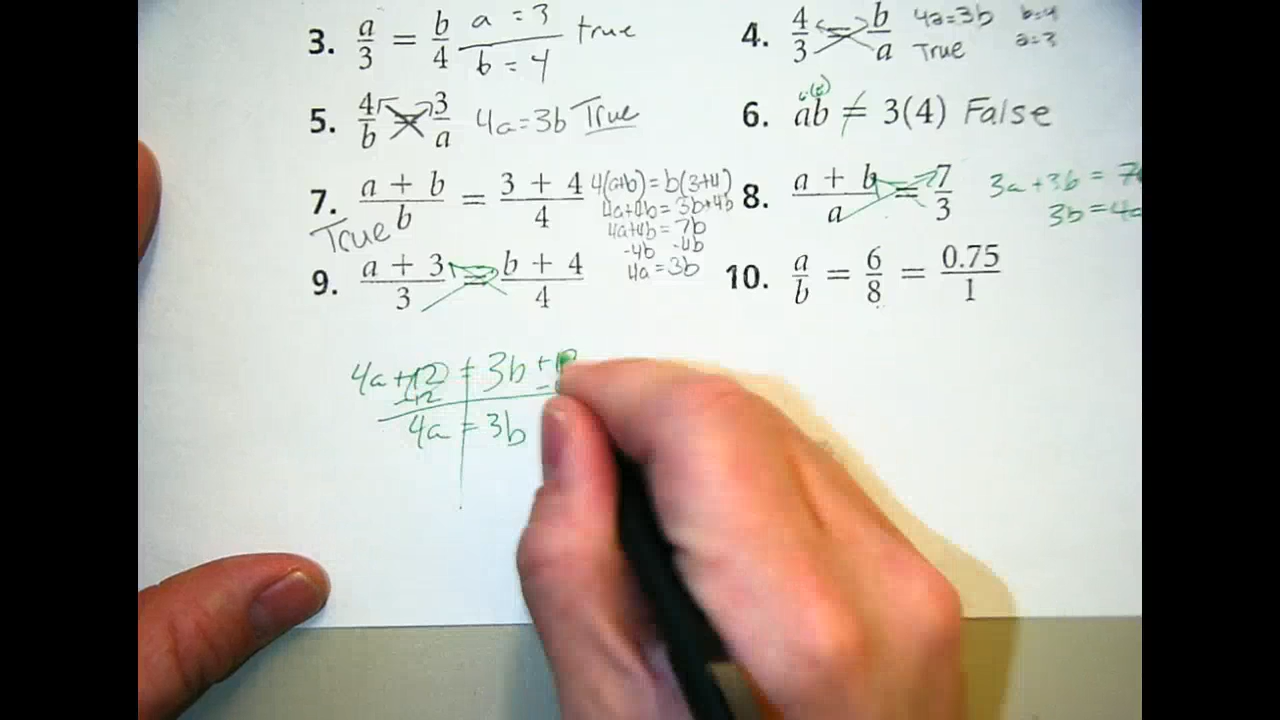 3. a/3 = b/4 a = 3 b = 4 true
4. 4/3 = b/a 4a=3b True b=4 a=3
5. 4/b = 3/a 4a=3b True
6. ab ≠ 3(4) False
7. (a + b)/b = (3 + 4)/4 True
4(a+b) = b(3+4)
4a+4b = 3b+4b
4a+4b = 7b
-4b -4b
4a = 3b
8. (a + b)/a = 7/3
3a+3b = 7
3b=4a
9. (a + 3)/3 = (b + 4)/4
10. a/b = 6/8 = 0.75/1
4a+12 = 3b+
-12 -
4a = 3b